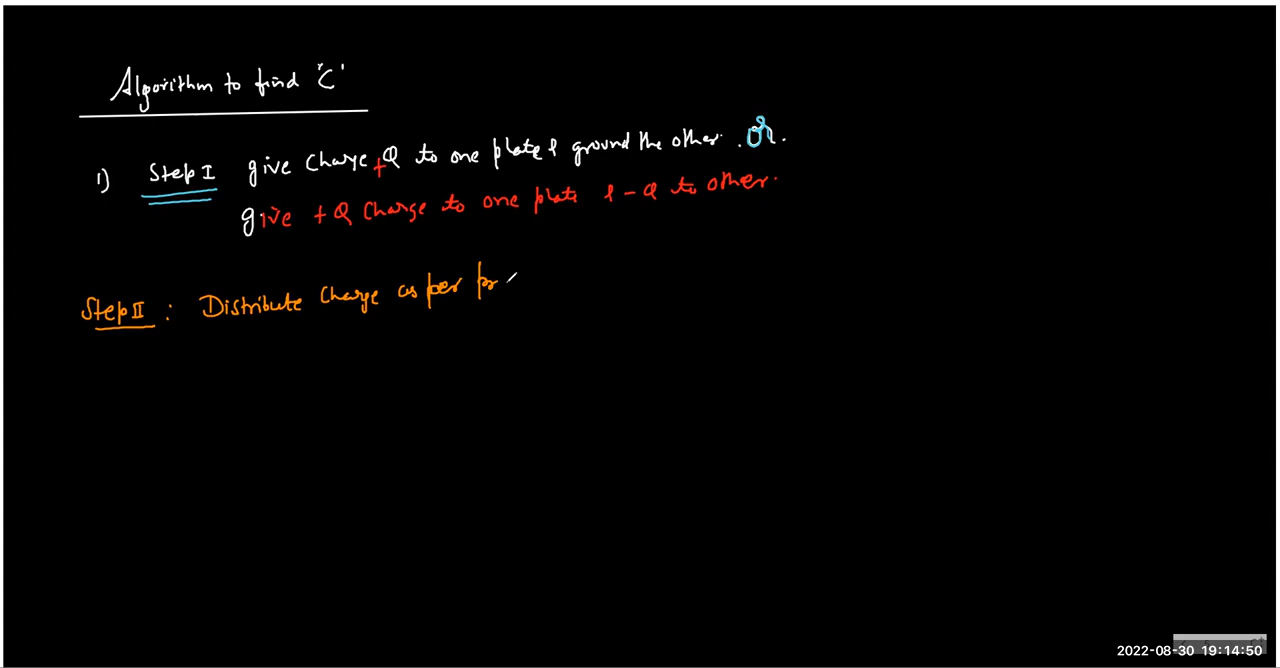 Algorithm to find "C"
1) Step I give charge +Q to one plate & ground the other. or.
give +Q charge to one plate & -Q to other.
Step II : Distribute charge as per pr
2022-08-30 19:14:50